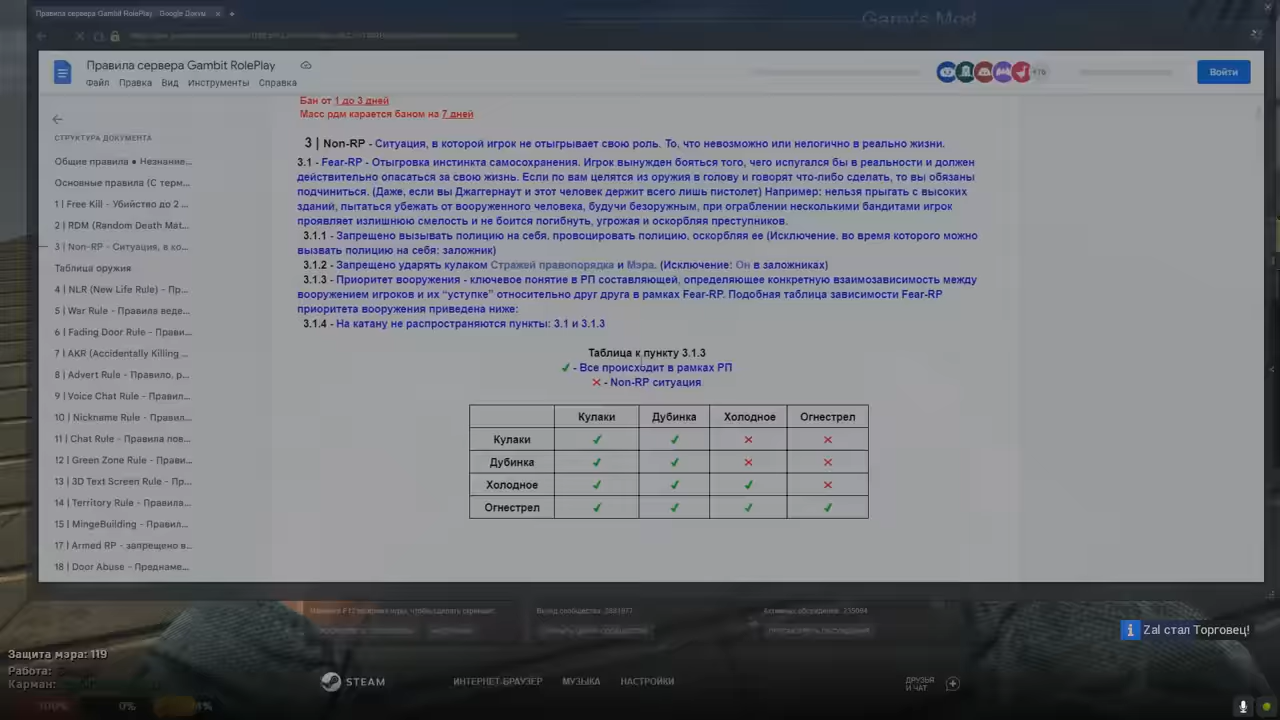 Garry's Mod
Правила сервера Gambit RolePlay - Google Доку
Правила сервера Gambit RolePlay
Файл Правка Вид Инструменты Справка
+76
Войти
СТРУКТУРА ДОКУМЕНТА
Общие правила ● Незнание...
Основные правила (С терм...
1 | Free Kill - Убийство до 2 ...
2 | RDM (Random Death Mat...
3 | Non-RP - Ситуация, в ко...
Таблица оружия
4 | NLR (New Life Rule) - Пр...
5 | War Rule - Правила веде...
6 | Fading Door Rule - Прави...
7 | AKR (Accidentally Killing ...
8 | Advert Rule - Правило, р...
9 | Voice Chat Rule - Правил...
10 | Nickname Rule - Правил...
11 | Chat Rule - Правила пов...
12 | Green Zone Rule - Прави...
13 | 3D Text Screen Rule - Пр...
14 | Territory Rule - Правила...
15 | MingeBuilding - Правил...
17 | Armed RP - запрещено в...
18 | Door Abuse - Преднаме...
Бан от 1 до 3 дней
Масс рдм карается баном на 7 дней
3 | Non-RP - Ситуация, в которой игрок не отыгрывает свою роль. То, что невозможно или нелогично в реально жизни.
3.1 - Fear-RP - Отыгровка инстинкта самосохранения. Игрок вынужден бояться того, чего испугался бы в реальности и должен
действительно опасаться за свою жизнь. Если по вам целятся из оружия в голову и говорят что-либо сделать, то вы обязаны
подчиниться. (Даже, если вы Джаггернаут и этот человек держит всего лишь пистолет) Например: нельзя прыгать с высоких
зданий, пытаться убежать от вооруженного человека, будучи безоружным, при ограблении несколькими бандитами игрок
проявляет излишнюю смелость и не боится погибнуть, угрожая и оскорбляя преступников.
3.1.1 - Запрещено вызывать полицию на себя, провоцировать полицию, оскорбляя ее (Исключение, во время которого можно
вызвать полицию на себя: заложник)
3.1.2 - Запрещено ударять кулаком Стражей правопорядка и Мэра. (Исключение: Он в заложниках)
3.1.3 - Приоритет вооружения - ключевое понятие в РП составляющей, определяющее конкретную взаимозависимость между
вооружением игроков и их “уступке” относительно друг друга в рамках Fear-RP. Подобная таблица зависимости Fear-RP
приоритета вооружения приведена ниже:
3.1.4 - На катану не распространяются пункты: 3.1 и 3.1.3
Таблица к пункту 3.1.3
✓ - Все происходит в рамках РП
✕ - Non-RP ситуация
Кулаки Дубинка Холодное Огнестрел
Кулаки ✓ ✓ ✕ ✕
Дубинка ✓ ✓ ✕ ✕
Холодное ✓ ✓ ✓ ✕
Огнестрел ✓ ✓ ✓ ✓
Zal стал Торговец!
Защита мэра: 119
Работа:
Карман:
100% 0%
STEAM
ИНТЕРНЕТ-БРАУЗЕР МУЗЫКА НАСТРОЙКИ
ДРУЗЬЯ
И ЧАТ